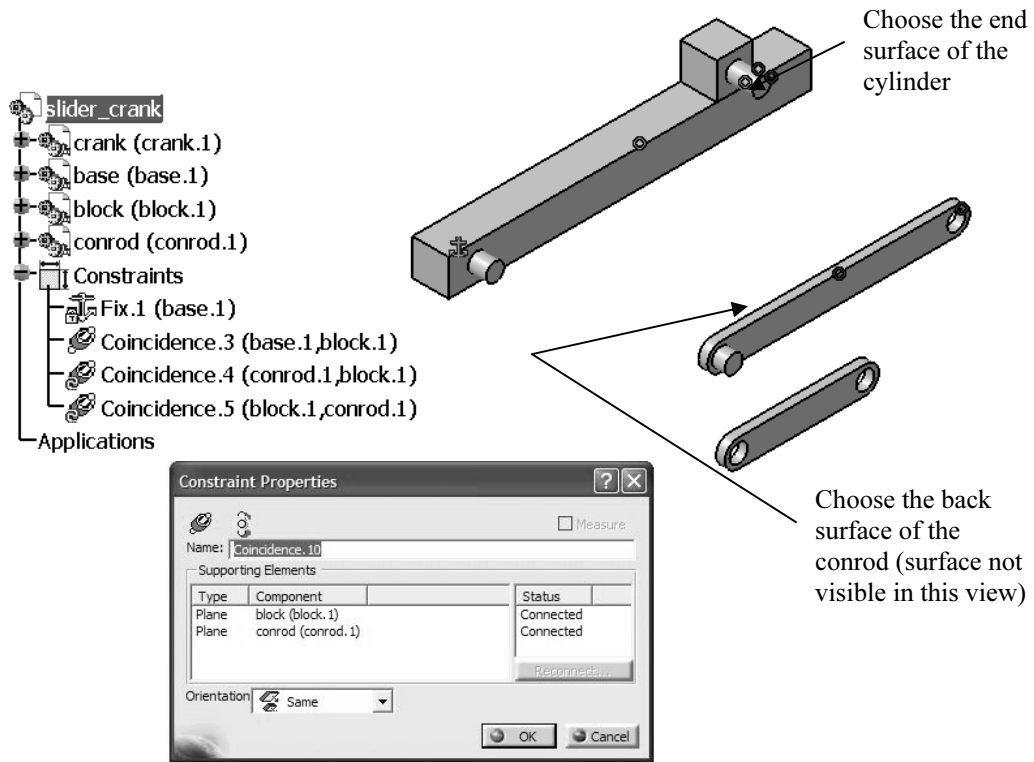 Choose the end
surface of the
cylinder
slider_crank
crank (crank.1)
base (base.1)
block (block.1)
conrod (conrod.1)
Constraints
Fix.1 (base.1)
Coincidence.3 (base.1,block.1)
Coincidence.4 (conrod.1,block.1)
Coincidence.5 (block.1,conrod.1)
Applications
Choose the back
surface of the
conrod (surface not
visible in this view)
Constraint Properties
Measure
Name: Coincidence.10
Supporting Elements
Type Component Status
Plane block (block.1) Connected
Plane conrod (conrod.1) Connected
Reconnect...
Orientation Same
OK Cancel